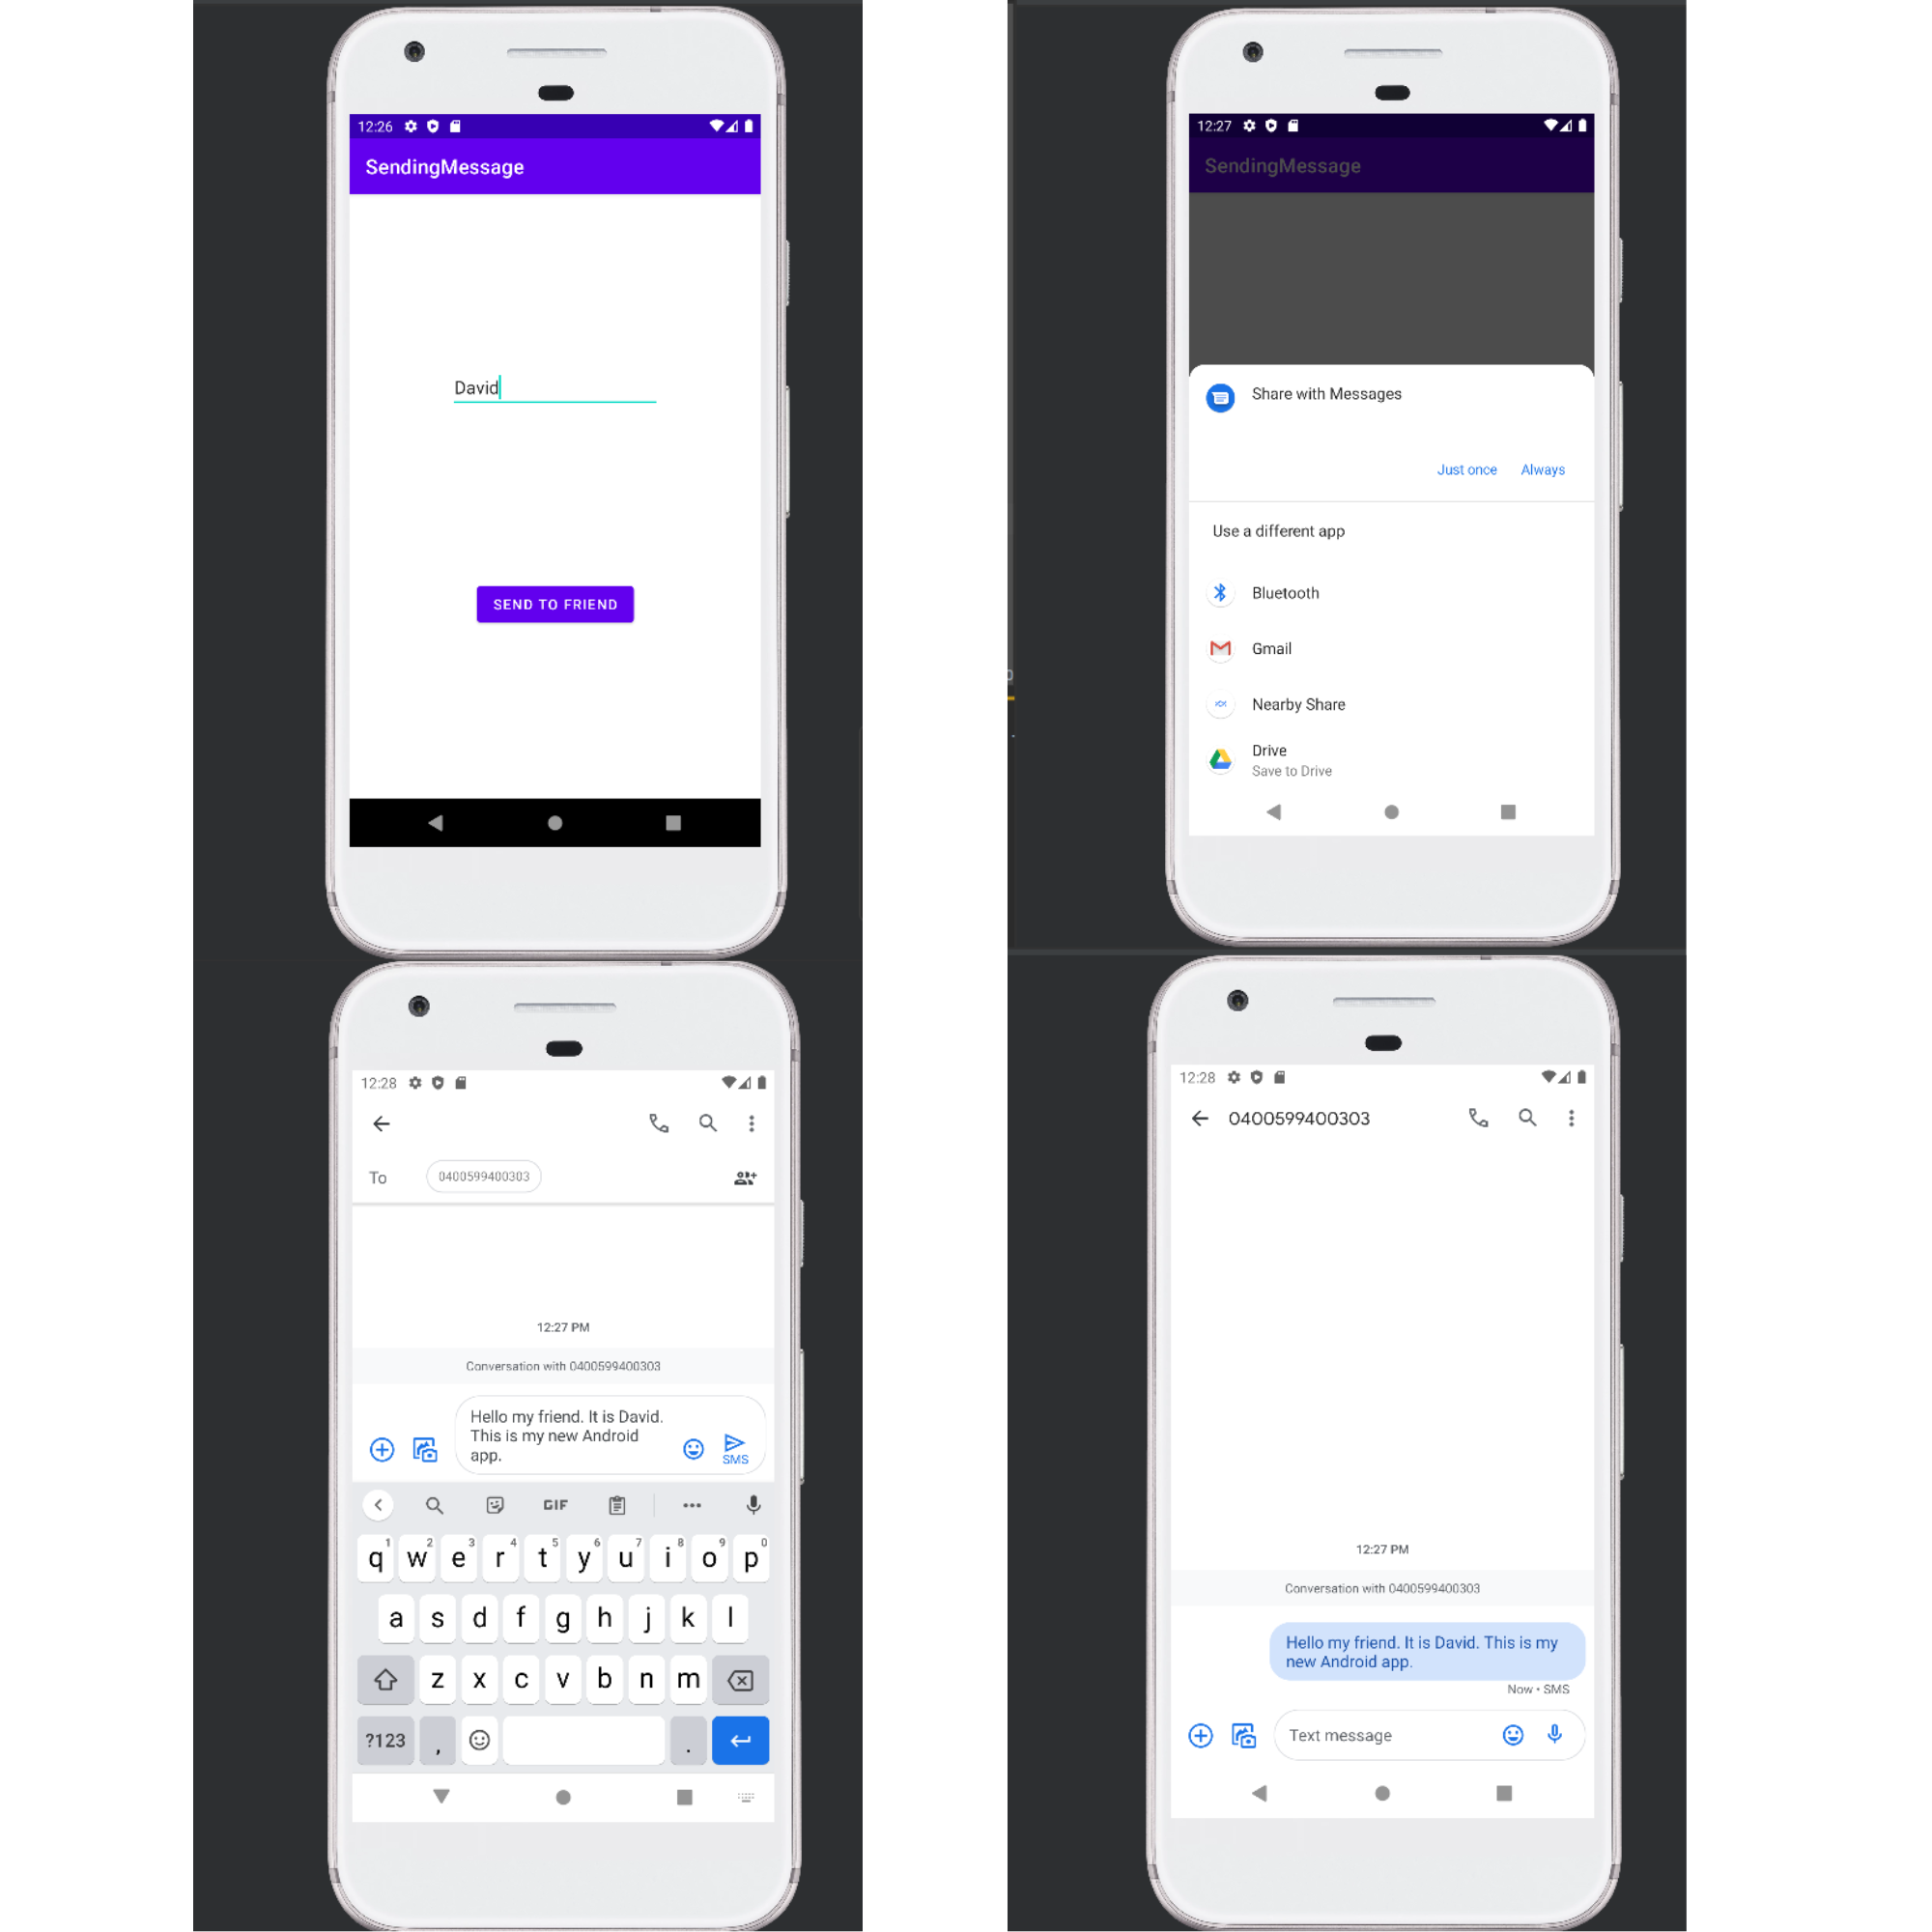 12:26
SendingMessage
David
SEND TO FRIEND
12:27
SendingMessage
Share with Messages
Just once Always
Use a different app
Bluetooth
Gmail
Nearby Share
Drive
Save to Drive
12:28
To 0400599400303
12:27 PM
Conversation with 0400599400303
Hello my friend. It is David.
This is my new Android
app.
SMS
GIF
1 2 3 4 5 6 7 8 9 0
q w e r t y u i o p
a s d f g h j k l
z x c v b n m
?123 , .
12:28
0400599400303
12:27 PM
Conversation with 0400599400303
Hello my friend. It is David. This is my
new Android app.
Now • SMS
Text message